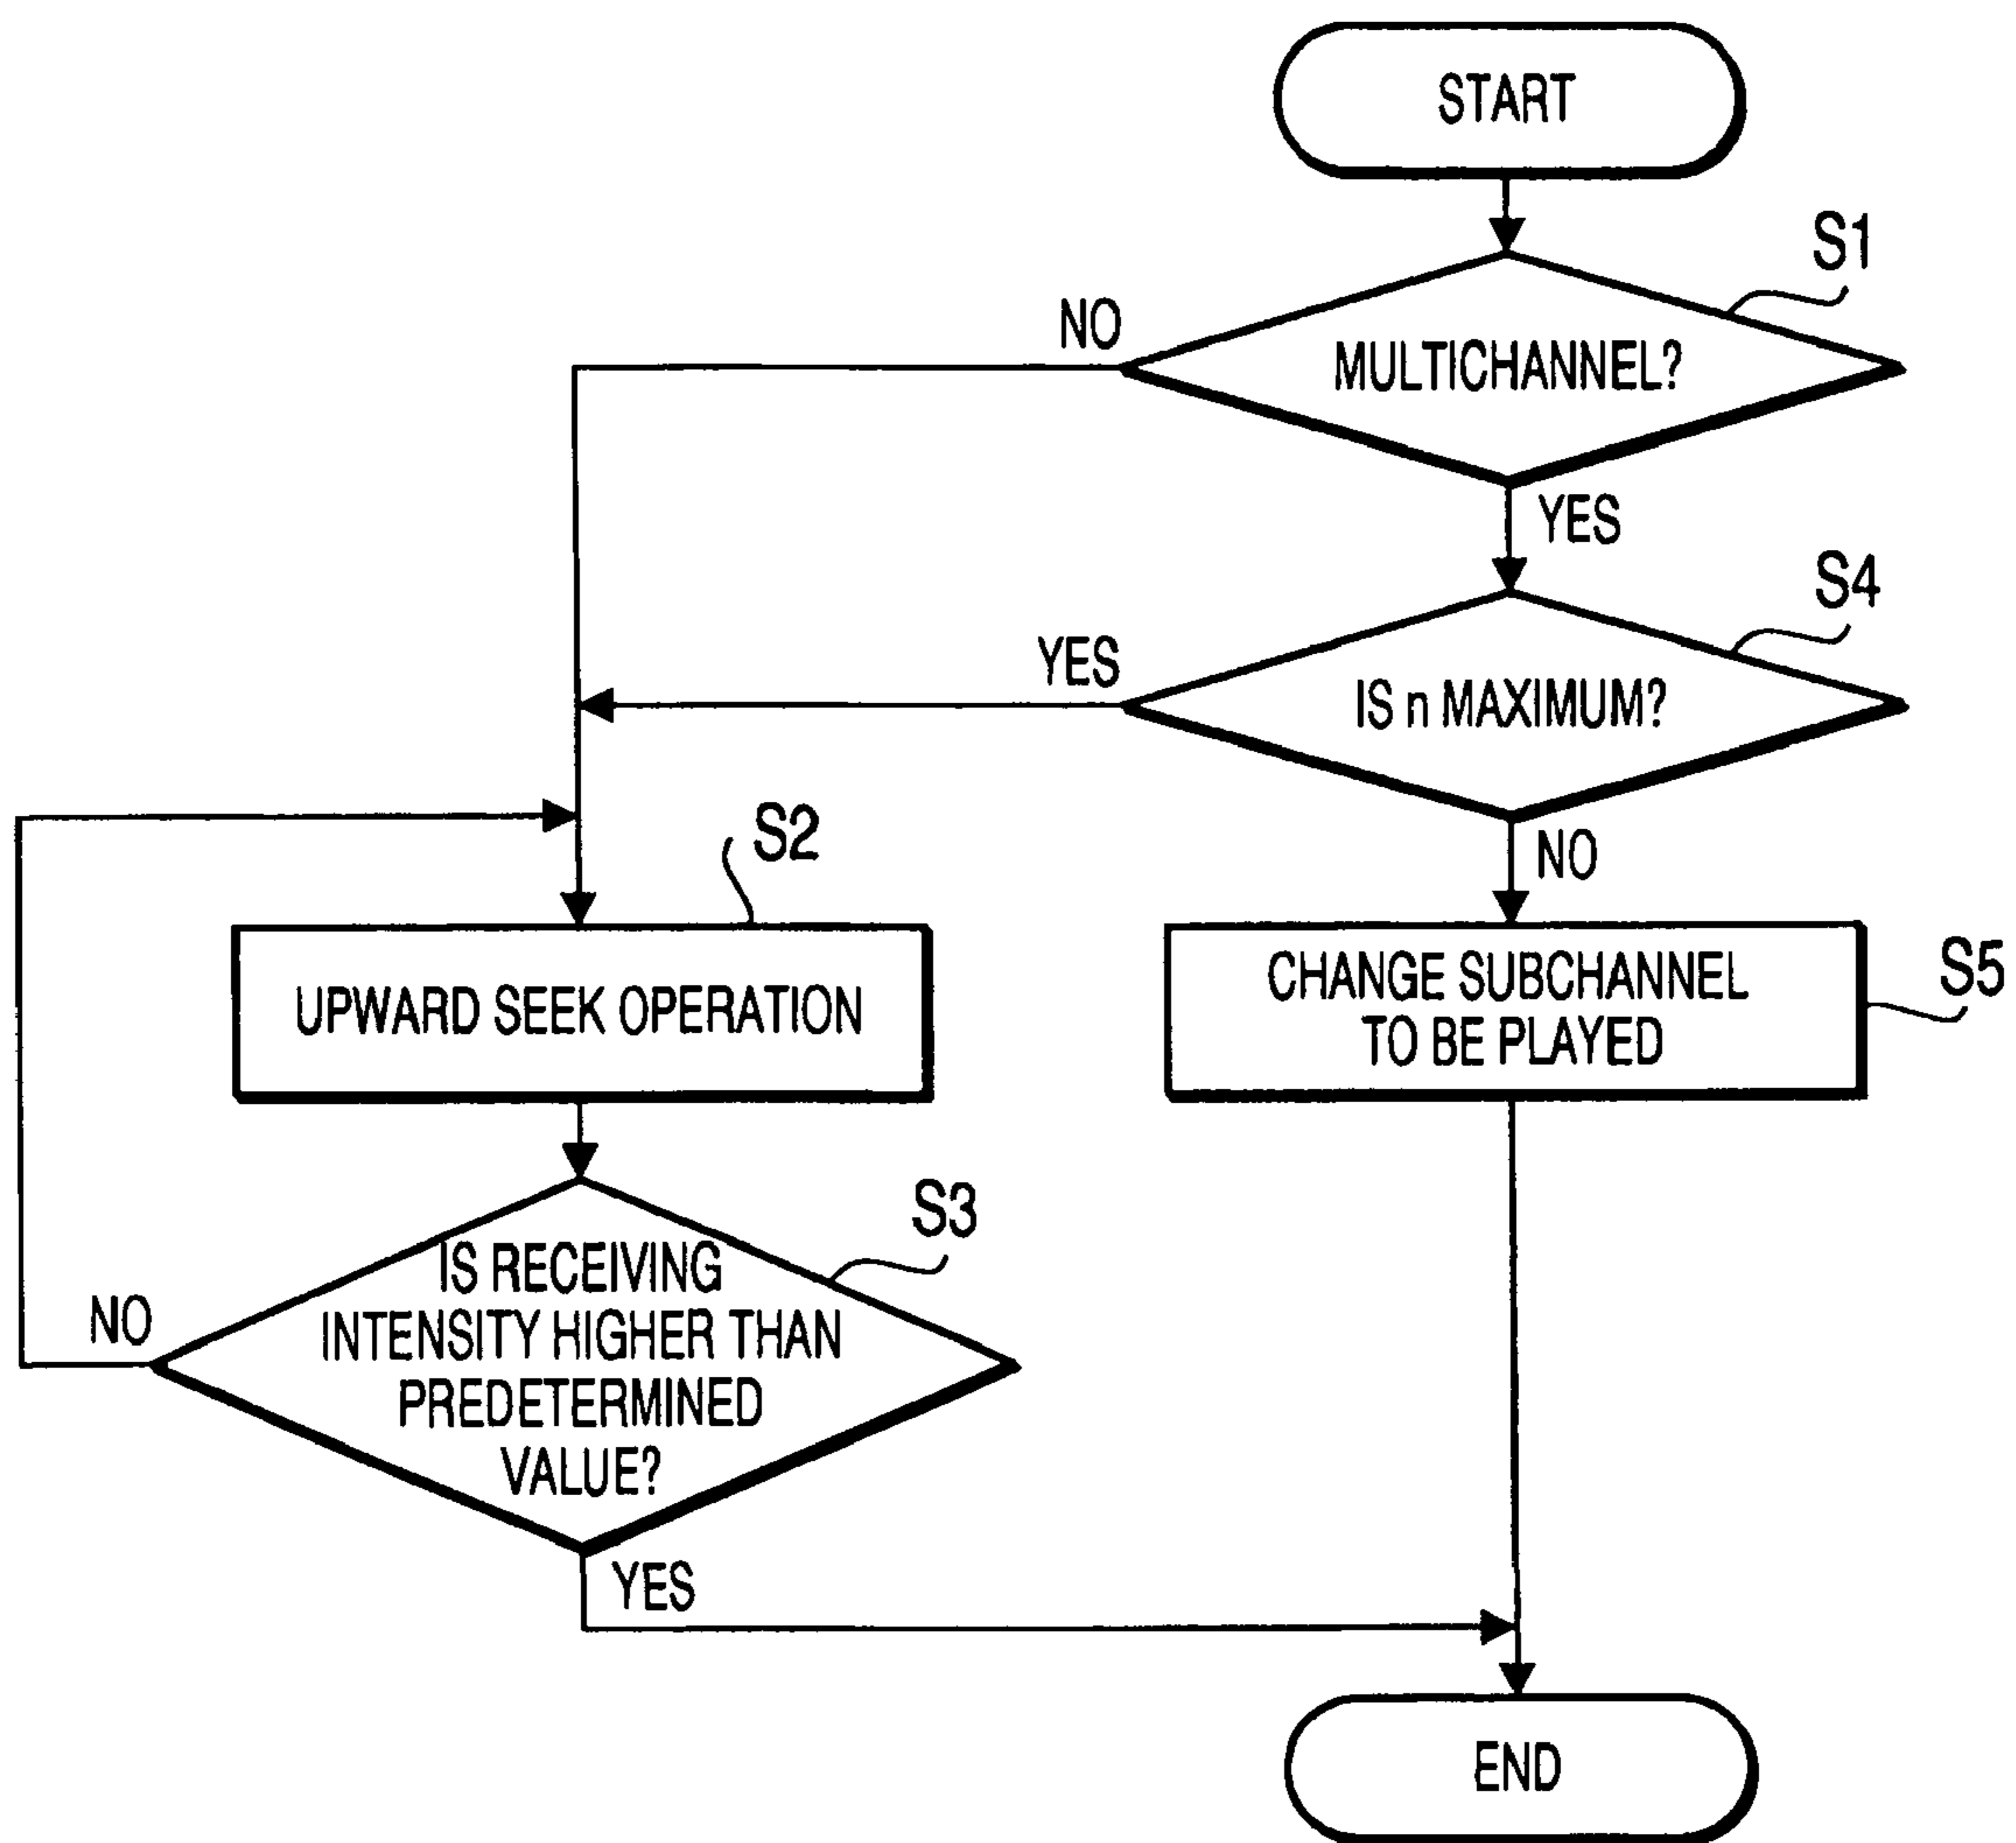 START
S1
NO
MULTICHANNEL?
YES
S4
YES
IS n MAXIMUM?
NO
S2
UPWARD SEEK OPERATION
CHANGE SUBCHANNEL
TO BE PLAYED
S5
S3
IS RECEIVING
INTENSITY HIGHER THAN
PREDETERMINED
VALUE?
NO
YES
END